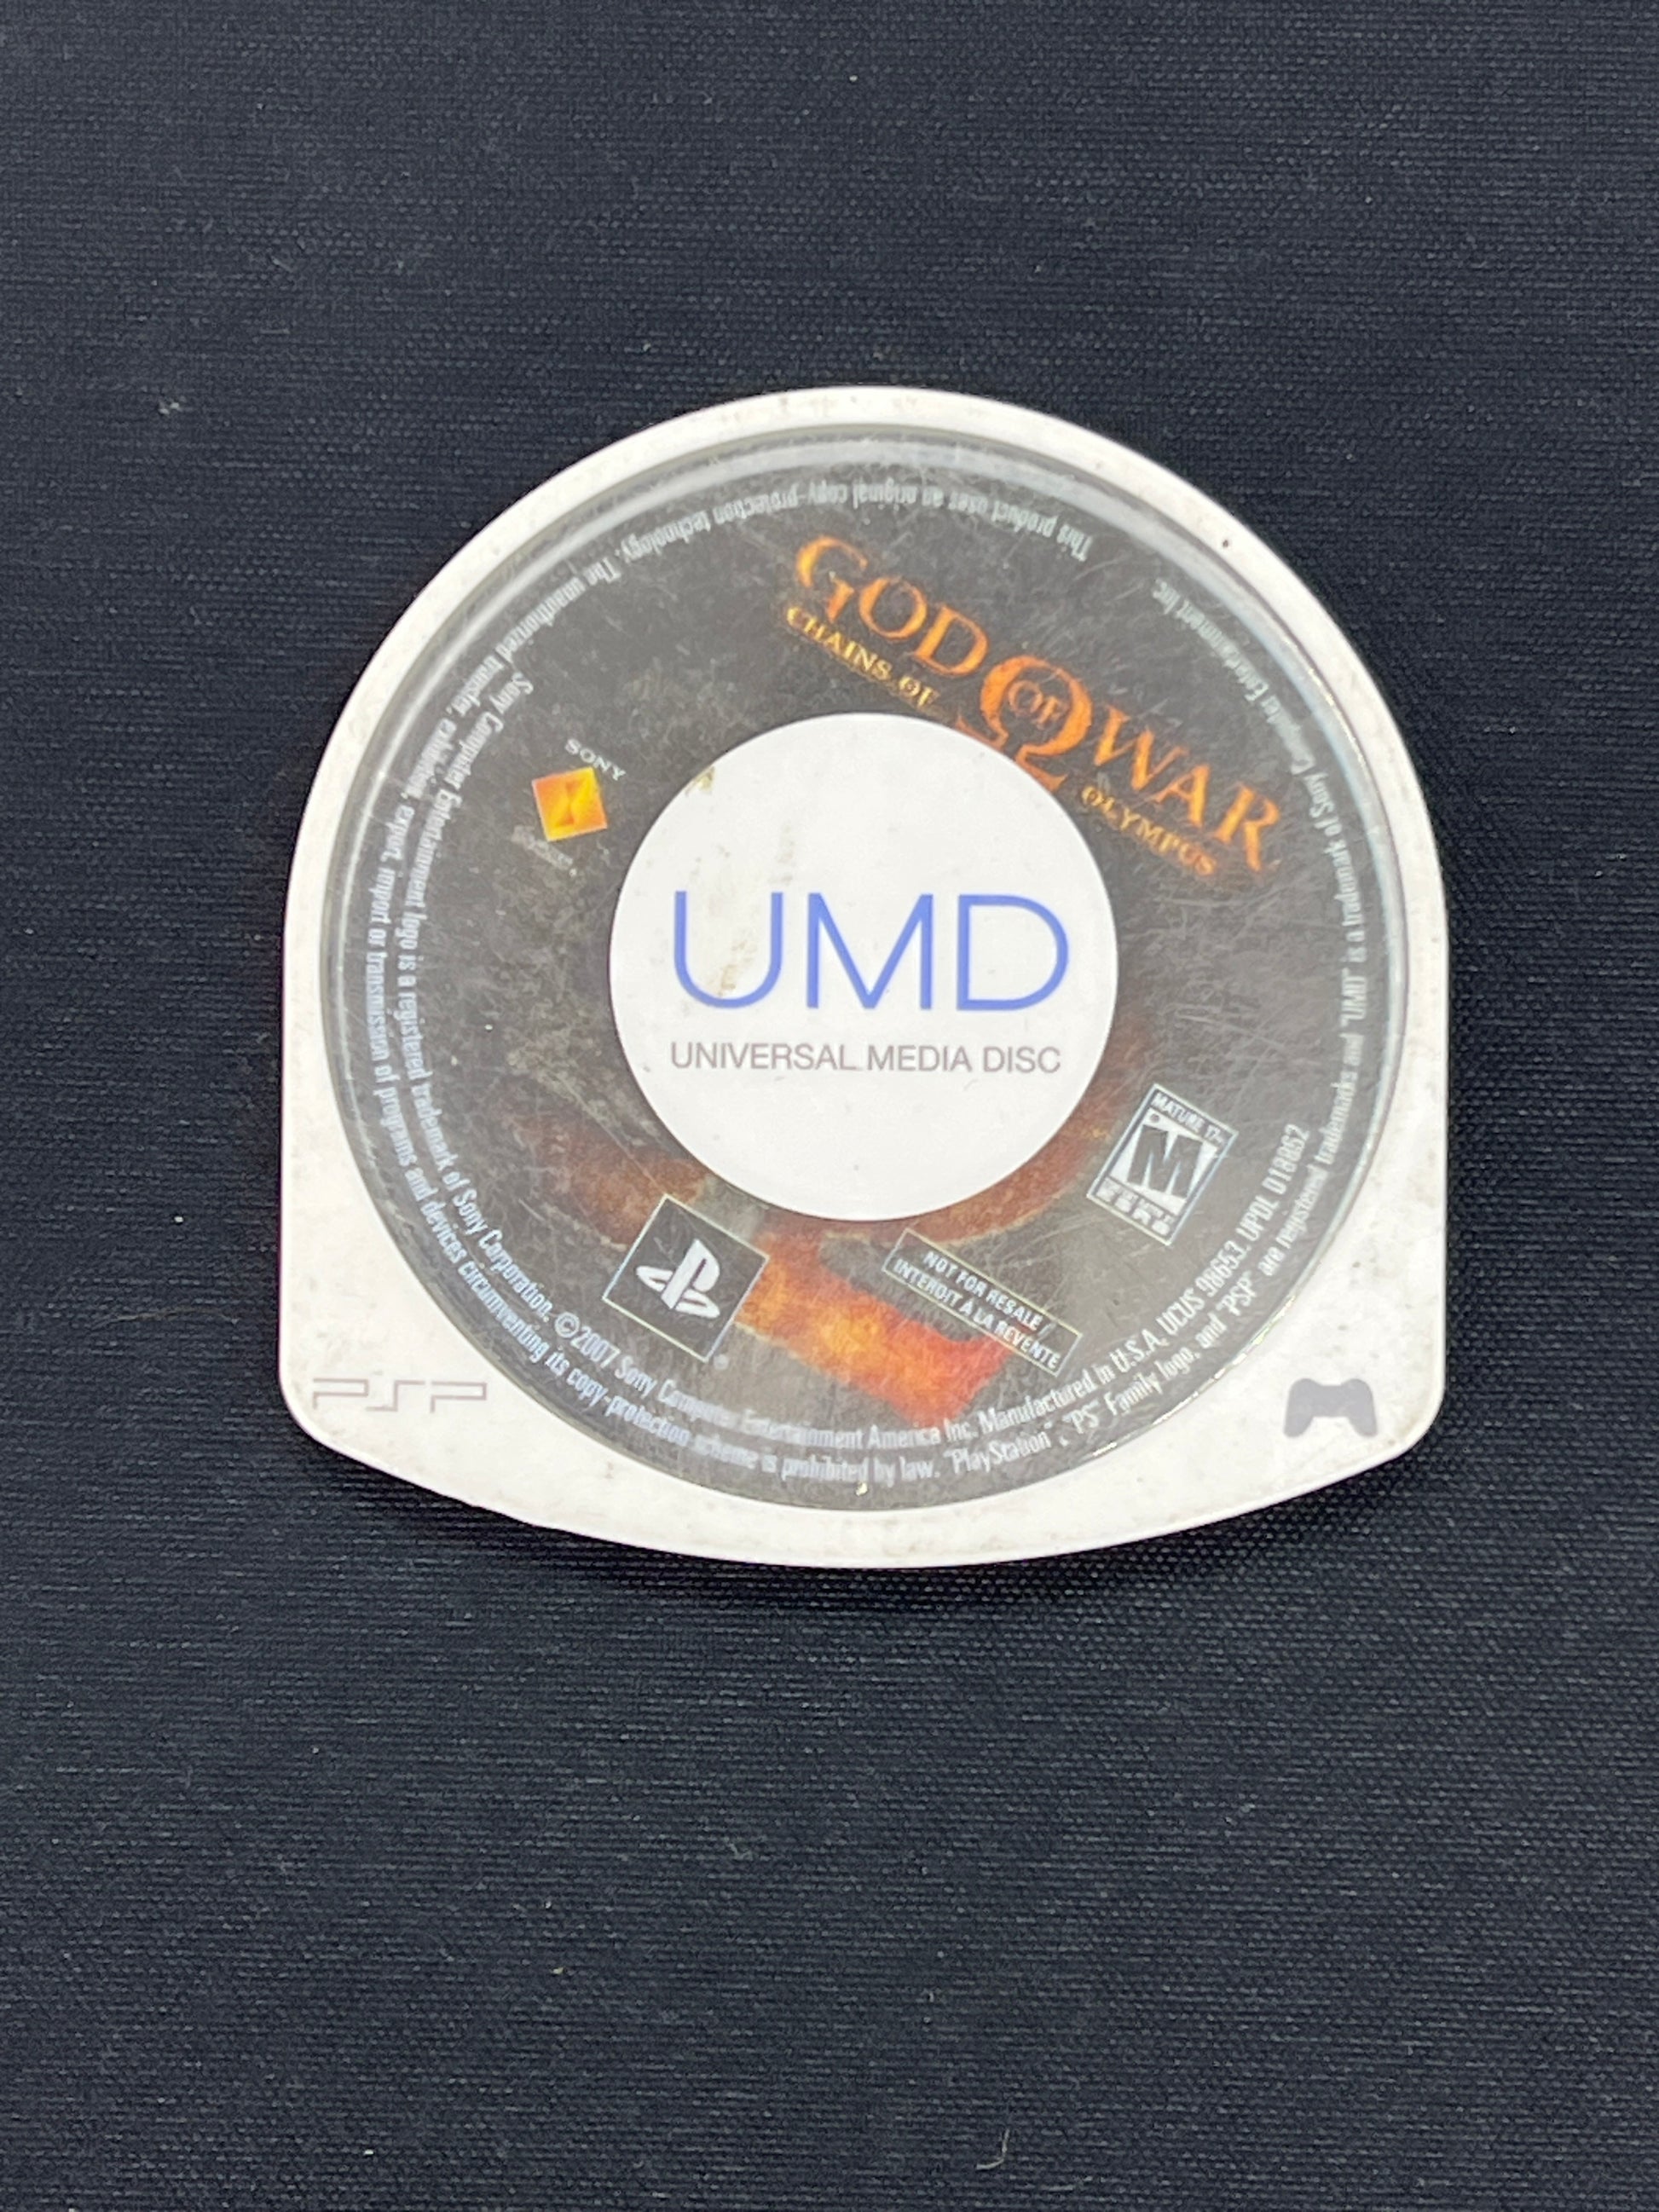 GOD OF WAR
CHAINS OF OLYMPUS
SONY
UMD
UNIVERSAL MEDIA DISC
MATURE 17+
M
ESRB
NOT FOR RESALE /
INTERDIT À LA REVENTE
PSP
Sony Computer Entertainment logo is a registered trademark of Sony Corporation. ©2007 Sony Computer Entertainment America Inc. Manufactured in U.S.A. UCUS 98653. UPDL 018862
This product uses an original copy-protection technology. The unauthorized transfer, exhibition, export, import or transmission of programs and devices circumventing its copy-protection scheme is prohibited by law. "PlayStation", "PS" Family logo, and "PSP" are registered trademarks and "UMD" is a trademark of Sony Computer Entertainment Inc.